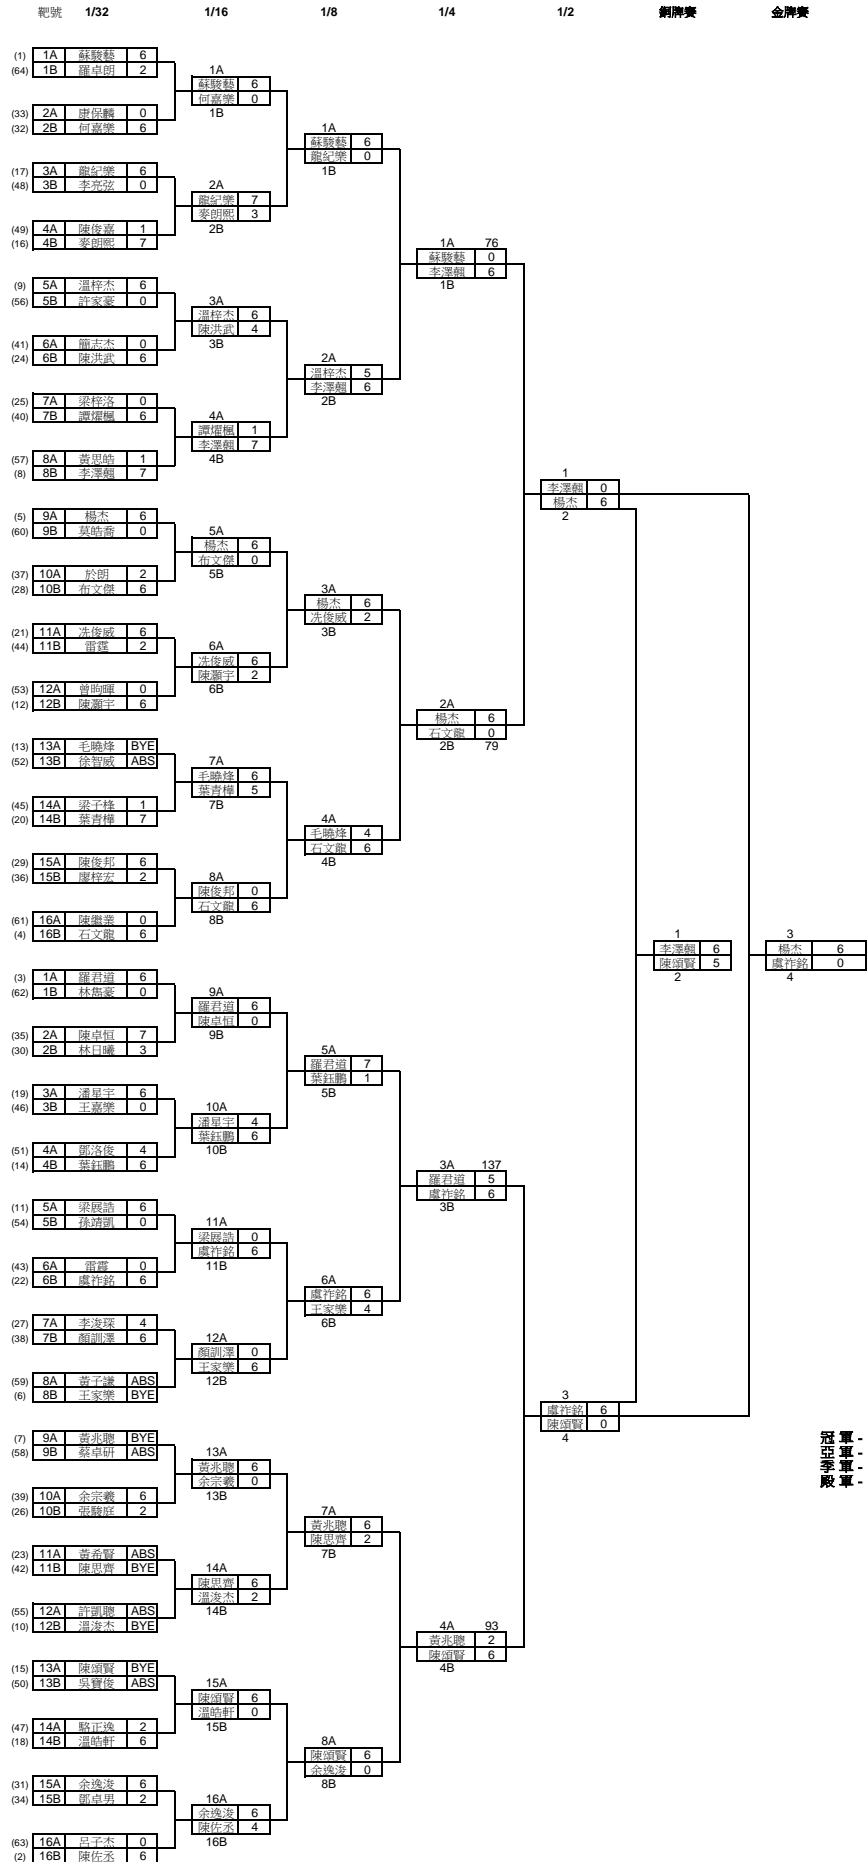 靶號 1/32 1/16 1/8 1/4 1/2 銅牌賽 金牌賽
(1) 1A 蘇駿藝 6
(64) 1B 羅卓朗 2
(33) 2A 康保麟 0
(32) 2B 何嘉樂 6
(17) 3A 龍紀樂 6
(48) 3B 李亮弦 0
(49) 4A 陳俊嘉 1
(16) 4B 麥朗熙 7
(9) 5A 溫梓杰 6
(56) 5B 許家豪 0
(41) 6A 簡志杰 0
(24) 6B 陳洪武 6
(25) 7A 梁梓洛 0
(40) 7B 譚燿楓 6
(57) 8A 黃思皓 1
(8) 8B 李澤翹 7
(5) 9A 楊杰 6
(60) 9B 莫皓喬 0
(37) 10A 於朗 2
(28) 10B 布文傑 6
(21) 11A 冼俊威 6
(44) 11B 雷霆 2
(53) 12A 曾昫暉 0
(12) 12B 陳灝宇 6
(13) 13A 毛曉烽 BYE
(52) 13B 徐智威 ABS
(45) 14A 梁子樟 1
(20) 14B 葉青樺 7
(29) 15A 陳俊邦 6
(36) 15B 廖梓宏 2
(61) 16A 陳繼業 0
(4) 16B 石文龍 6
(3) 1A 羅君道 6
(62) 1B 林雋豪 0
(35) 2A 陳卓恒 7
(30) 2B 林日曦 3
(19) 3A 潘星宇 6
(46) 3B 王嘉樂 0
(51) 4A 鄧洛俊 4
(14) 4B 葉鈺鵬 6
(11) 5A 梁展誥 6
(54) 5B 孫靖凱 0
(43) 6A 雷震 0
(22) 6B 虞祚銘 6
(27) 7A 李浚琛 4
(38) 7B 顏訓澤 6
(59) 8A 黃子謙 ABS
(6) 8B 王家樂 BYE
(7) 9A 黃兆聰 BYE
(58) 9B 蔡卓研 ABS
(39) 10A 余宗羲 6
(26) 10B 張駿庭 2
(23) 11A 黃希賢 ABS
(42) 11B 陳思齊 BYE
(55) 12A 許凱聰 ABS
(10) 12B 溫浚杰 BYE
(15) 13A 陳頌賢 BYE
(50) 13B 吳寶俊 ABS
(47) 14A 駱正逸 2
(18) 14B 溫皓軒 6
(31) 15A 余逸浚 6
(34) 15B 鄧卓男 2
(63) 16A 呂子杰 0
(2) 16B 陳佐丞 6
1A
蘇駿藝 6
何嘉樂 0
1B
2A
龍紀樂 7
麥朗熙 3
2B
3A
溫梓杰 6
陳洪武 4
3B
4A
譚燿楓 1
李澤翹 7
4B
5A
楊杰 6
布文傑 0
5B
6A
冼俊威 6
陳灝宇 2
6B
7A
毛曉烽 6
葉青樺 5
7B
8A
陳俊邦 0
石文龍 6
8B
9A
羅君道 6
陳卓恒 0
9B
10A
潘星宇 4
葉鈺鵬 6
10B
11A
梁展誥 0
虞祚銘 6
11B
12A
顏訓澤 0
王家樂 6
12B
13A
黃兆聰 6
余宗羲 0
13B
14A
陳思齊 6
溫浚杰 2
14B
15A
陳頌賢 6
溫皓軒 0
15B
16A
余逸浚 6
陳佐丞 4
16B
1A
蘇駿藝 6
龍紀樂 0
1B
2A
溫梓杰 5
李澤翹 6
2B
3A
楊杰 6
冼俊威 2
3B
4A
毛曉烽 4
石文龍 6
4B
5A
羅君道 7
葉鈺鵬 1
5B
6A
虞祚銘 6
王家樂 4
6B
7A
黃兆聰 6
陳思齊 2
7B
8A
陳頌賢 6
余逸浚 0
8B
1A 76
蘇駿藝 0
李澤翹 6
1B
2A
楊杰 6
石文龍 0
2B 79
3A 137
羅君道 5
虞祚銘 6
3B
4A 93
黃兆聰 2
陳頌賢 6
4B
1
李澤翹 0
楊杰 6
2
3
虞祚銘 6
陳頌賢 0
4
1
李澤翹 6
陳頌賢 5
2
3
楊杰 6
虞祚銘 0
4
冠軍-
亞軍-
季軍-
殿軍-